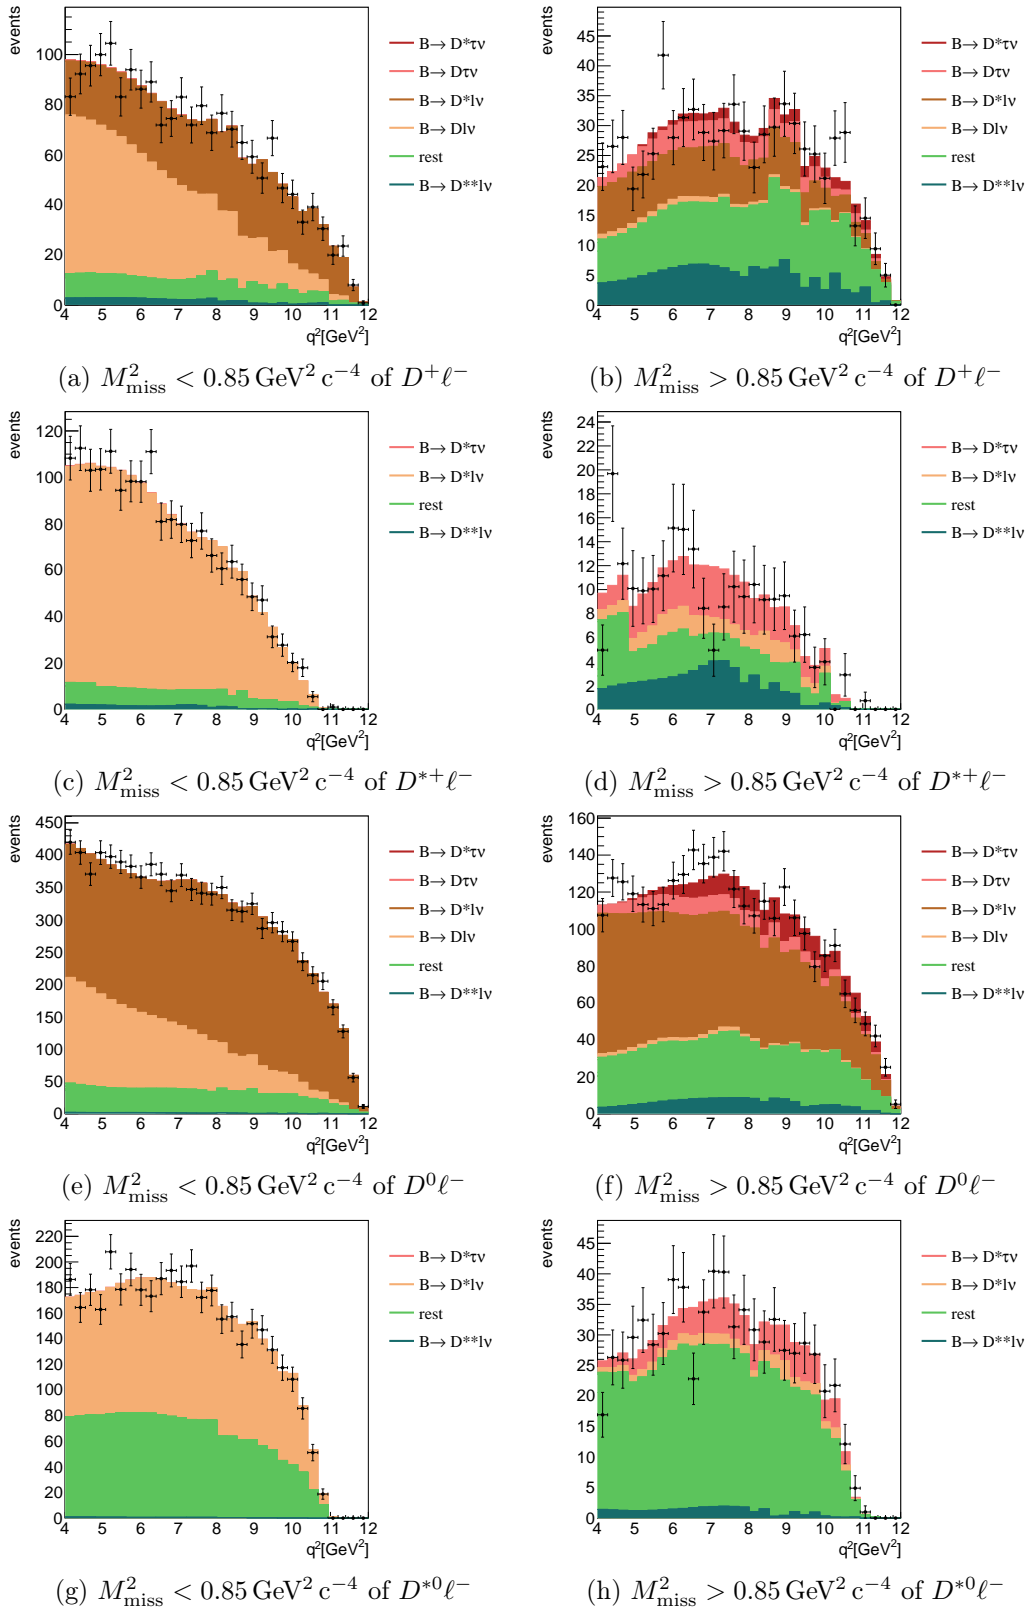 events
100
80
60
40
20
0
4 5 6 7 8 9 10 11 12
q²[GeV²]
B→ D*τν
B→ Dτν
B→ D*lν
B→ Dlν
rest
B→ D**lν
(a) M²miss < 0.85 GeV² c⁻⁴ of D⁺ℓ⁻
events
45
40
35
30
25
20
15
10
5
0
4 5 6 7 8 9 10 11 12
q²[GeV²]
B→ D*τν
B→ Dτν
B→ D*lν
B→ Dlν
rest
B→ D**lν
(b) M²miss > 0.85 GeV² c⁻⁴ of D⁺ℓ⁻
events
120
100
80
60
40
20
0
4 5 6 7 8 9 10 11 12
q²[GeV²]
B→ D*τν
B→ D*lν
rest
B→ D**lν
(c) M²miss < 0.85 GeV² c⁻⁴ of D*⁺ℓ⁻
events
24
22
20
18
16
14
12
10
8
6
4
2
0
4 5 6 7 8 9 10 11 12
q²[GeV²]
B→ D*τν
B→ D*lν
rest
B→ D**lν
(d) M²miss > 0.85 GeV² c⁻⁴ of D*⁺ℓ⁻
events
450
400
350
300
250
200
150
100
50
0
4 5 6 7 8 9 10 11 12
q²[GeV²]
B→ D*τν
B→ Dτν
B→ D*lν
B→ Dlν
rest
B→ D**lν
(e) M²miss < 0.85 GeV² c⁻⁴ of D⁰ℓ⁻
events
160
140
120
100
80
60
40
20
0
4 5 6 7 8 9 10 11 12
q²[GeV²]
B→ D*τν
B→ Dτν
B→ D*lν
B→ Dlν
rest
B→ D**lν
(f) M²miss > 0.85 GeV² c⁻⁴ of D⁰ℓ⁻
events
220
200
180
160
140
120
100
80
60
40
20
0
4 5 6 7 8 9 10 11 12
q²[GeV²]
B→ D*τν
B→ D*lν
rest
B→ D**lν
(g) M²miss < 0.85 GeV² c⁻⁴ of D*⁰ℓ⁻
events
45
40
35
30
25
20
15
10
5
0
4 5 6 7 8 9 10 11 12
q²[GeV²]
B→ D*τν
B→ D*lν
rest
B→ D**lν
(h) M²miss > 0.85 GeV² c⁻⁴ of D*⁰ℓ⁻